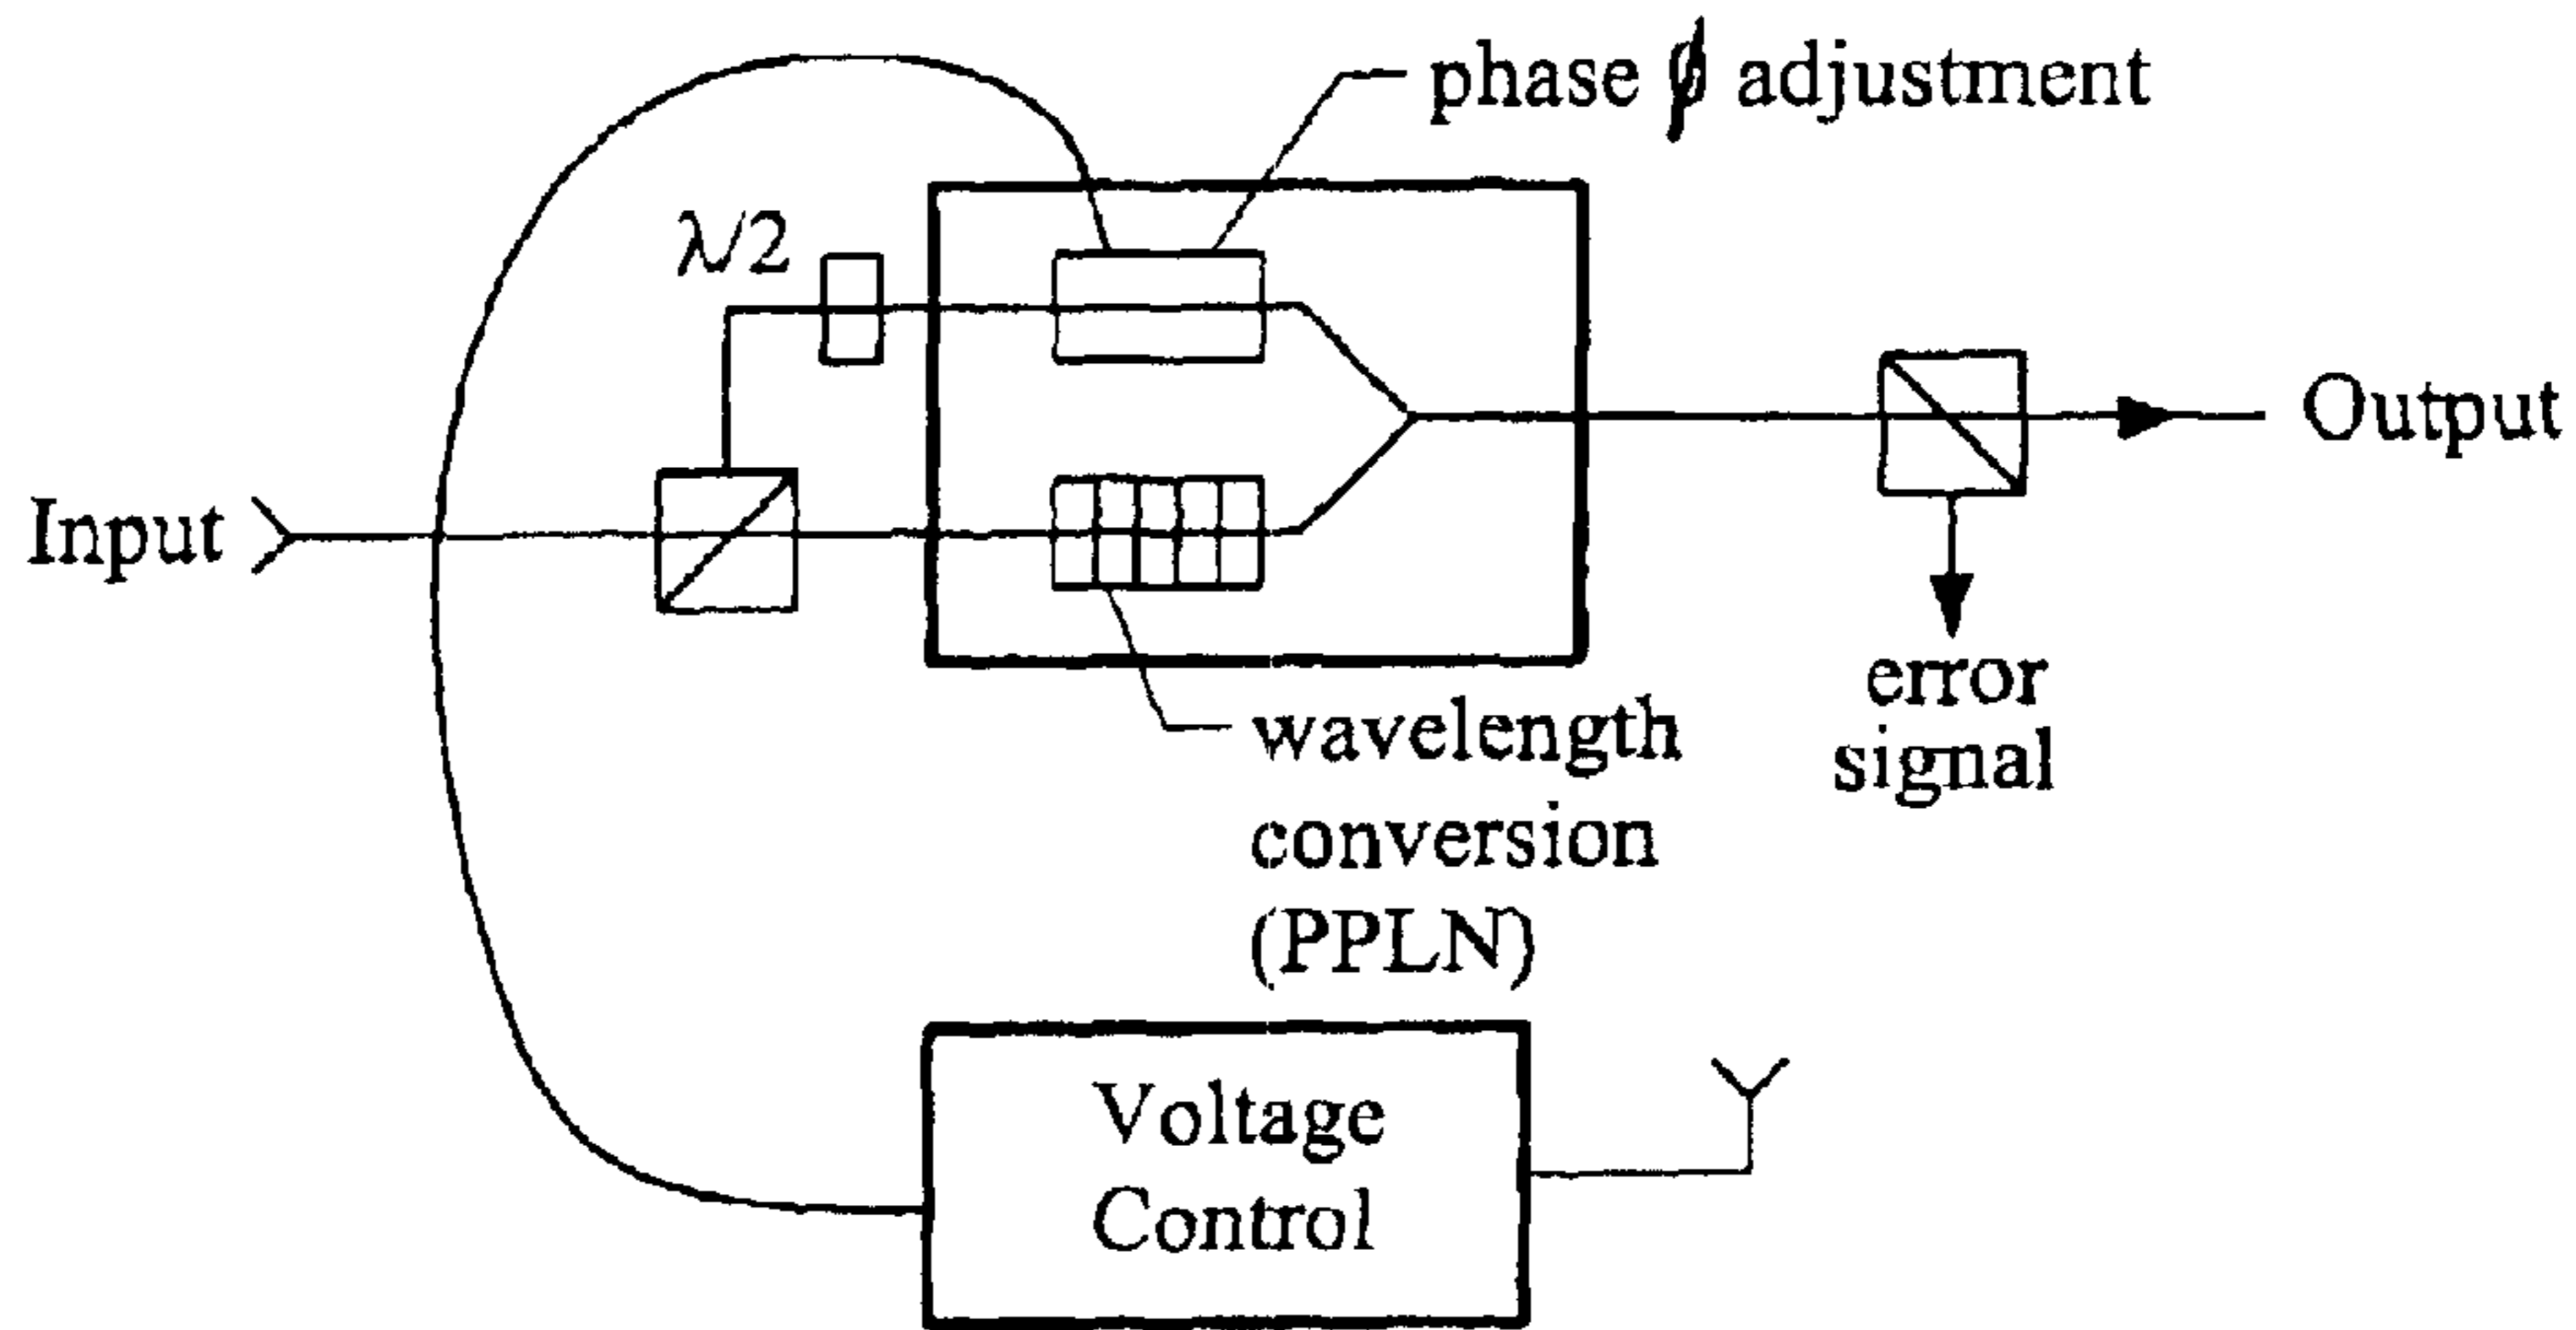 phase ϕ adjustment
λ/2
Input
Output
error
signal
wavelength
conversion
(PPLN)
Voltage
Control